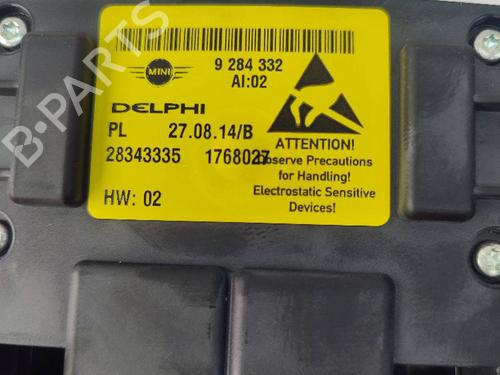 MINI
9 284 332
AI:02
DELPHI
PL 27.08.14/B
28343335 1768027
HW: 02
ATTENTION!
Observe Precautions
for Handling!
Electrostatic Sensitive
Devices!